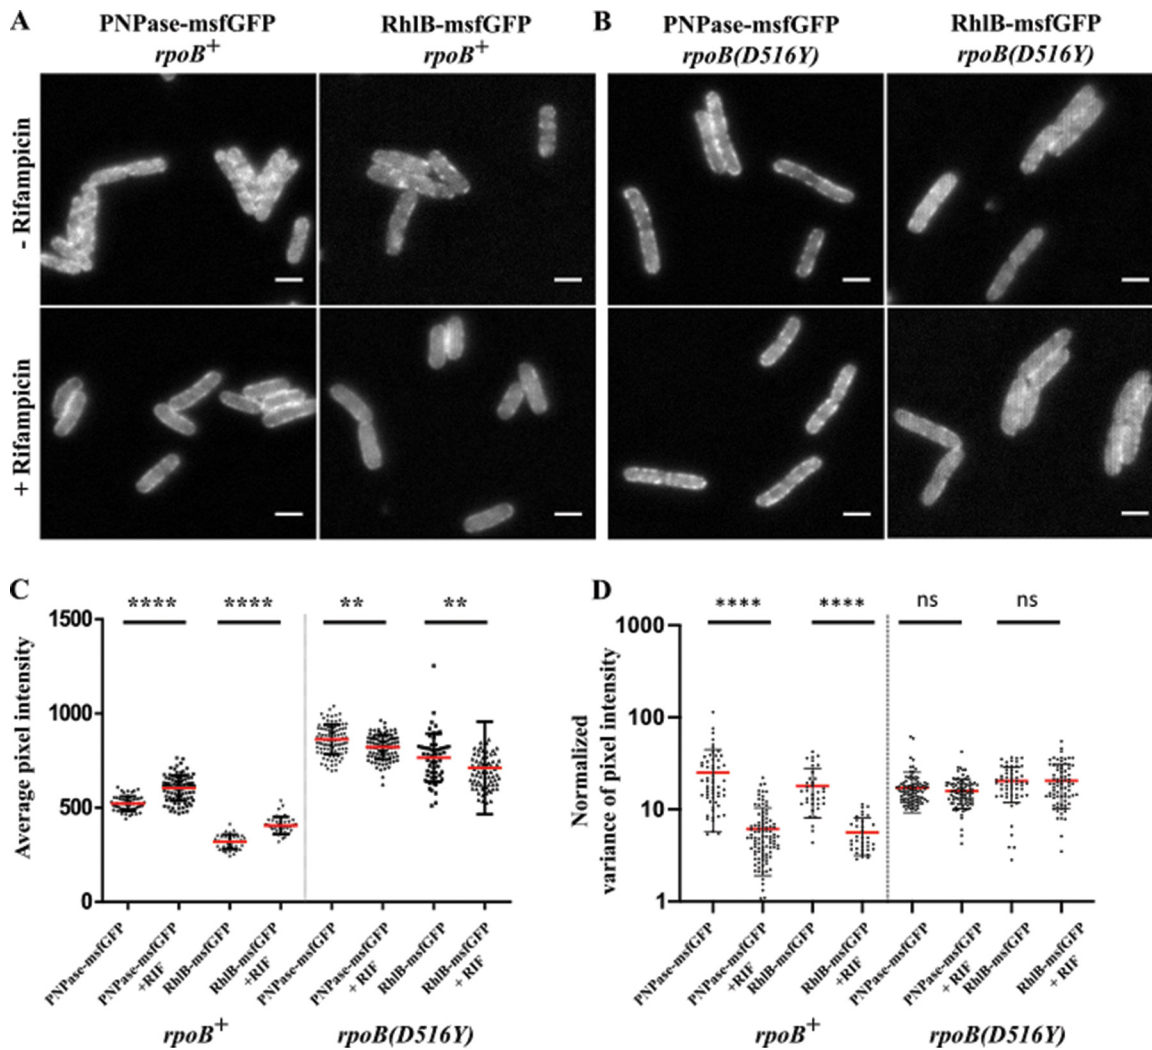 A
PNPase-msfGFP
rpoB+
RhlB-msfGFP
rpoB+
B
PNPase-msfGFP
rpoB(D516Y)
RhlB-msfGFP
rpoB(D516Y)
- Rifampicin
+ Rifampicin
C
Average pixel intensity
1500
1000
500
0
****
****
**
**
PNPase-msfGFP
PNPase-msfGFP
+RIF
RhlB-msfGFP
RhlB-msfGFP
+RIF
PNPase-msfGFP
PNPase-msfGFP
+ RIF
RhlB-msfGFP
RhlB-msfGFP
+ RIF
rpoB+
rpoB(D516Y)
D
Normalized
variance of pixel intensity
1000
100
10
1
****
****
ns
ns
PNPase-msfGFP
PNPase-msfGFP
+RIF
RhlB-msfGFP
RhlB-msfGFP
+RIF
PNPase-msfGFP
PNPase-msfGFP
+ RIF
RhlB-msfGFP
RhlB-msfGFP
+ RIF
rpoB+
rpoB(D516Y)